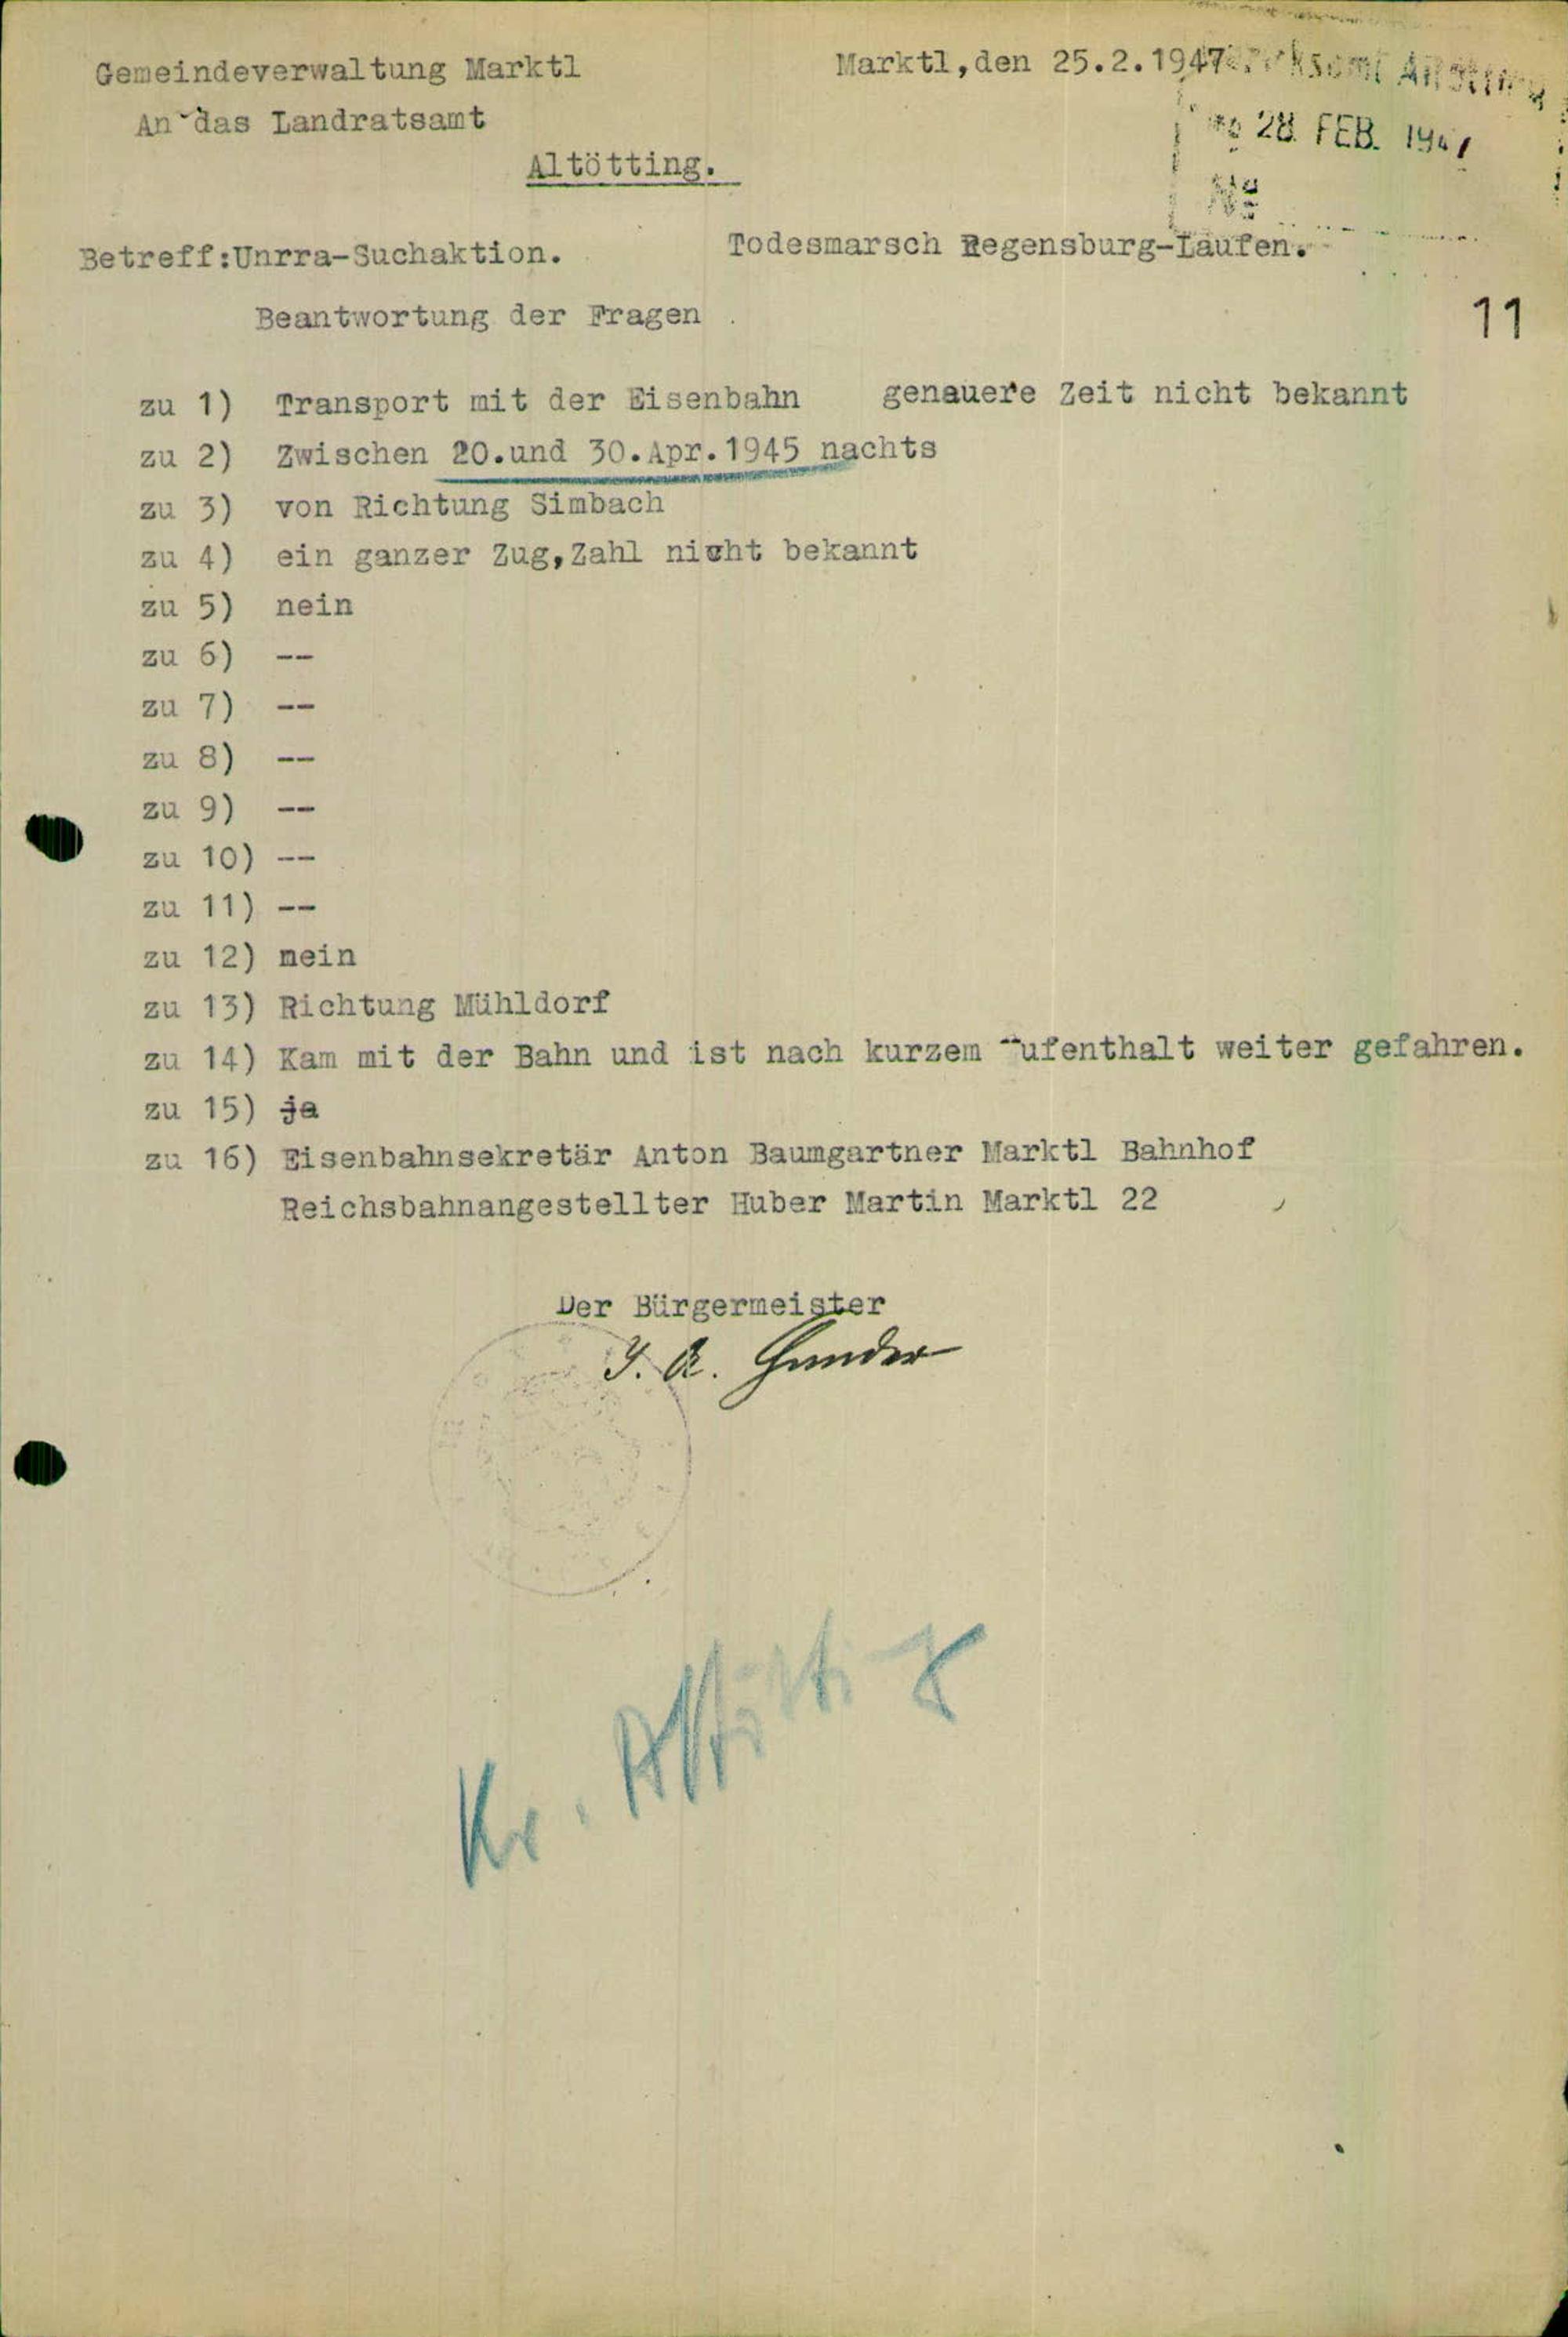 Gemeindeverwaltung Marktl
Marktl,den 25.2.1947
An das Landratsamt
28. FEB. 194
Altötting.
No
Betreff:Unrra-Suchaktion.
Todesmarsch Regensburg-Laufen.
Beantwortung der Fragen
11
zu 1) Transport mit der Eisenbahn genauere Zeit nicht bekannt
zu 2) Zwischen 20.und 30.Apr.1945 nachts
zu 3) von Richtung Simbach
zu 4) ein ganzer Zug,Zahl nicht bekannt
zu 5) nein
zu 6) --
zu 7) --
zu 8) --
zu 9) --
zu 10) --
zu 11) --
zu 12) nein
zu 13) Richtung Mühldorf
zu 14) Kam mit der Bahn und ist nach kurzem Aufenthalt weiter gefahren.
zu 15) ja
zu 16) Eisenbahnsekretär Anton Baumgartner Marktl Bahnhof
Reichsbahnangestellter Huber Martin Marktl 22
Der Bürgermeister
J. A.
Kr. Altötting